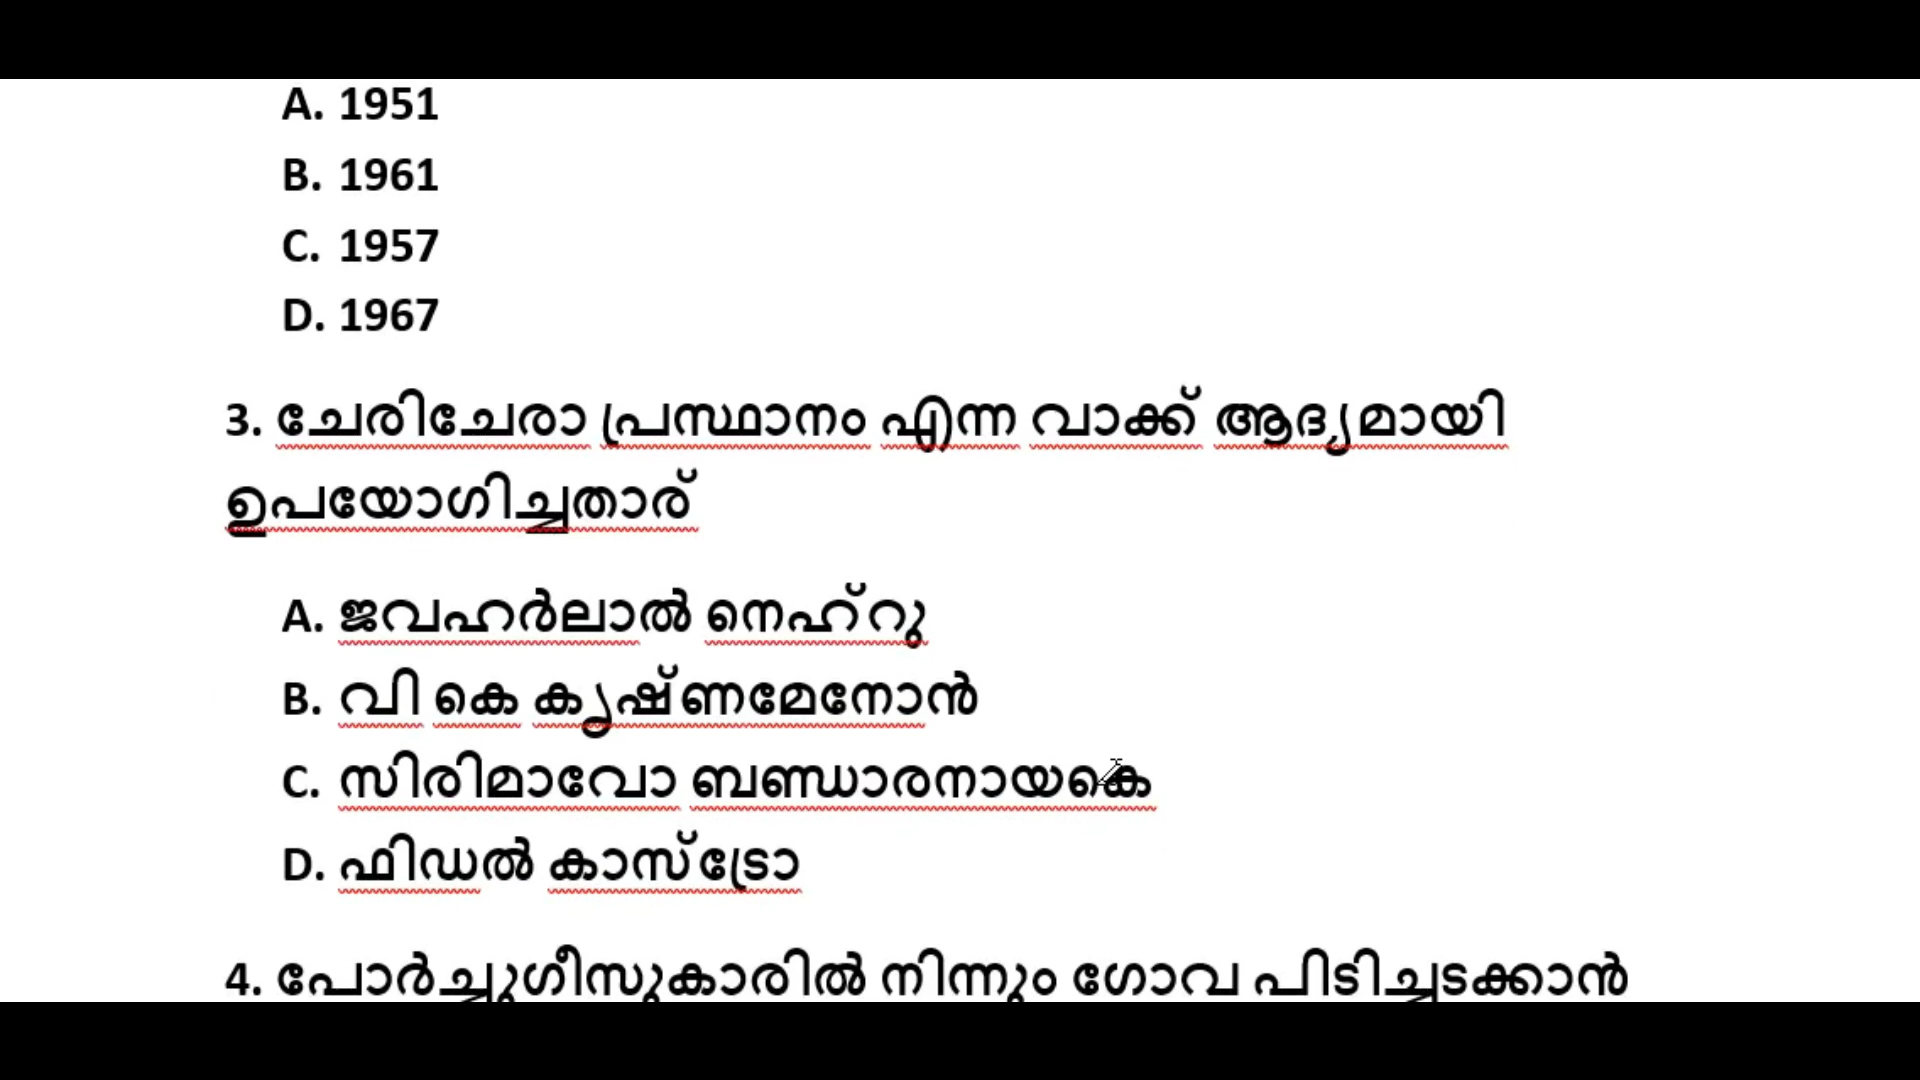 A. 1951
B. 1961
C. 1957
D. 1967
3. ചേരിചേരാ പ്രസ്ഥാനം എന്ന വാക്ക് ആദ്യമായി
ഉപയോഗിച്ചതാര്
A. ജവഹർലാൽ നെഹ്റു
B. വി കെ കൃഷ്ണമേനോൻ
C. സിരിമാവോ ബണ്ഡാരനായകെ
D. ഫിഡൽ കാസ്ട്രോ
4. പോർച്ചുഗീസുകാരിൽ നിന്നും ഗോവ പിടിച്ചടക്കാൻ